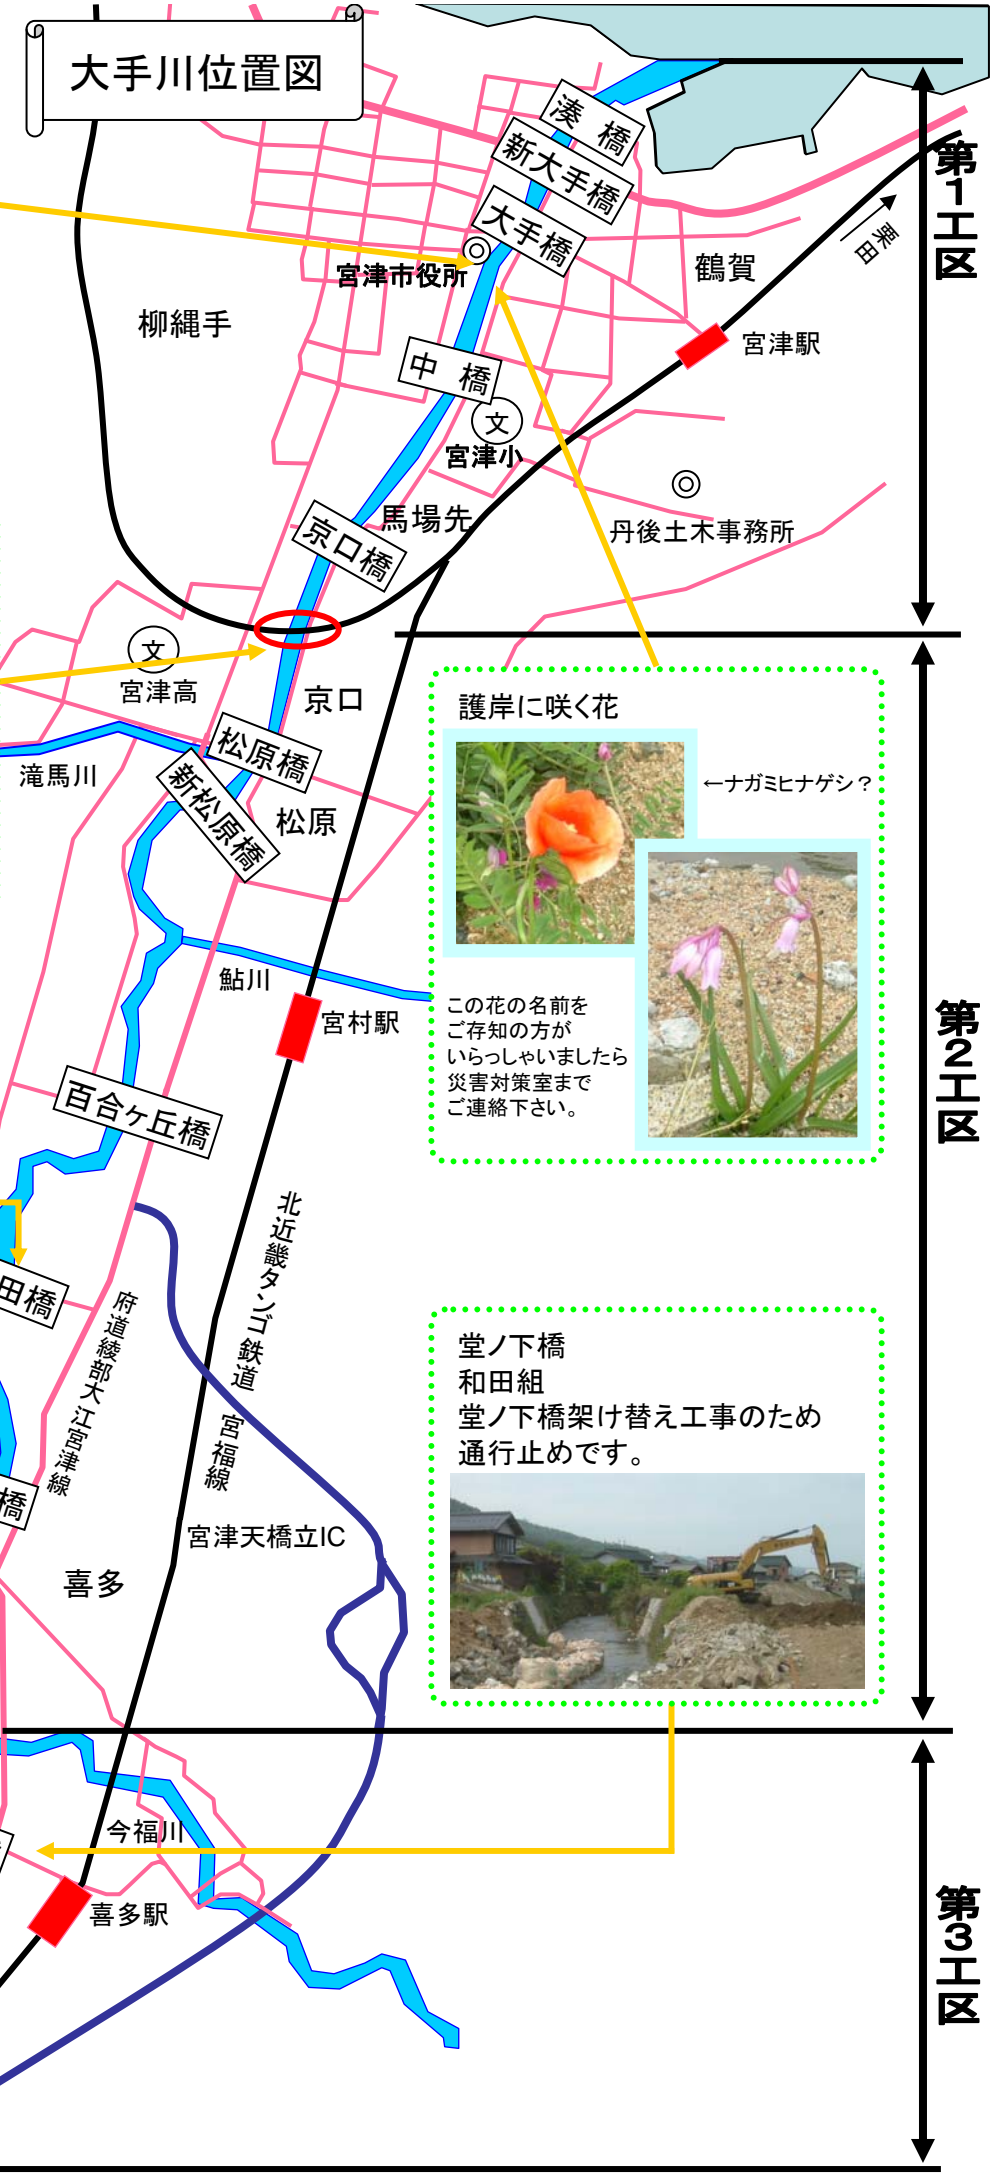 大手川位置図
湊 橋
新大手橋
大手橋
第1工区
栗田
鶴賀
宮津市役所
柳縄手
宮津駅
中 橋
文
宮津小
馬場先
丹後土木事務所
京口橋
文
宮津高
京口
松原橋
滝馬川
新松原橋
松原
護岸に咲く花
←ナガミヒナゲシ？
鮎川
宮村駅
この花の名前を
ご存知の方が
いらっしゃいましたら
災害対策室まで
ご連絡下さい。
第2工区
百合ヶ丘橋
北近畿タンゴ鉄道 宮福線
田橋
府道綾部大江宮津線
堂ノ下橋
和田組
堂ノ下橋架け替え工事のため
通行止めです。
橋
宮津天橋立IC
喜多
今福川
喜多駅
第3工区